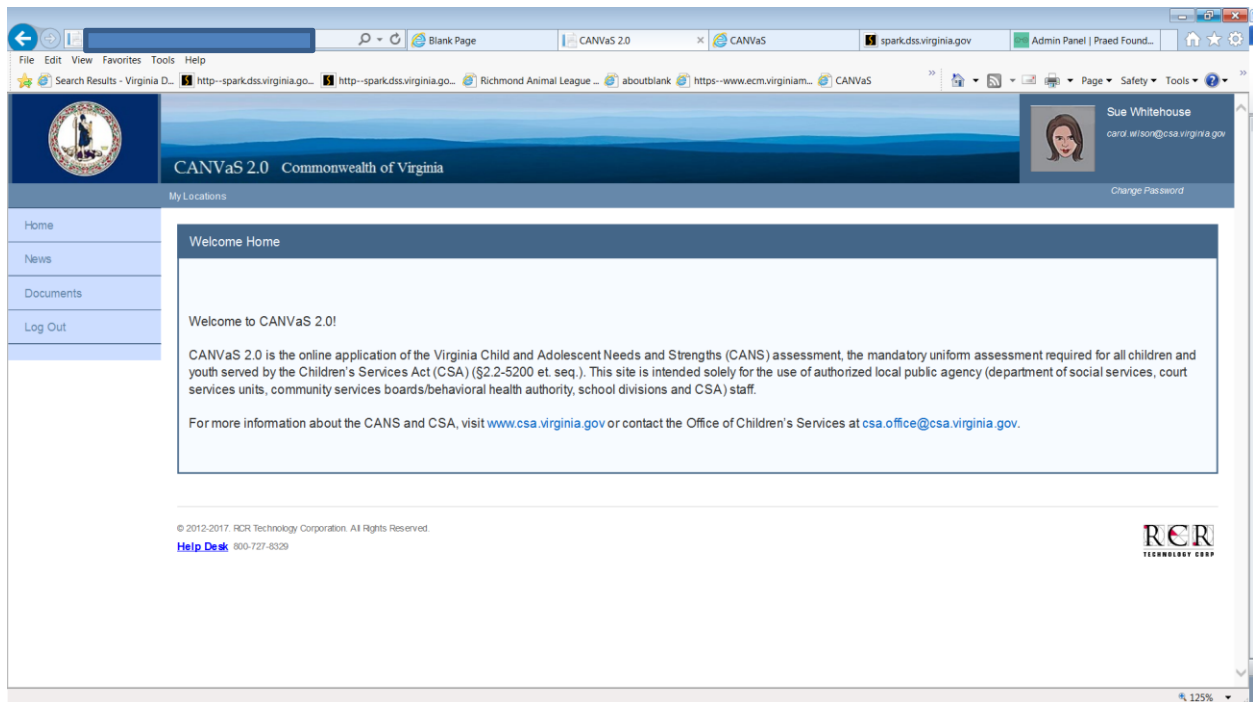 Blank Page
CANVaS 2.0
CANVaS
spark.dss.virginia.gov
Admin Panel | Praed Found...
File Edit View Favorites Tools Help
Search Results - Virginia D... http--spark.dss.virginia.go... http--spark.dss.virginia.go... Richmond Animal League ... aboutblank https--www.ecm.virginiam... CANVaS » Page Safety Tools »
Sue Whitehouse
carol.wilson@csa.virginia.gov
CANVaS 2.0 Commonwealth of Virginia
My Locations
Change Password
Home
News
Documents
Log Out
Welcome Home
Welcome to CANVaS 2.0!
CANVaS 2.0 is the online application of the Virginia Child and Adolescent Needs and Strengths (CANS) assessment, the mandatory uniform assessment required for all children and
youth served by the Children's Services Act (CSA) (§2.2-5200 et. seq.). This site is intended solely for the use of authorized local public agency (department of social services, court
services units, community services boards/behavioral health authority, school divisions and CSA) staff.
For more information about the CANS and CSA, visit www.csa.virginia.gov or contact the Office of Children's Services at csa.office@csa.virginia.gov.
© 2012-2017. RCR Technology Corporation. All Rights Reserved.
Help Desk 800-727-8329
RCR
TECHNOLOGY CORP
125%